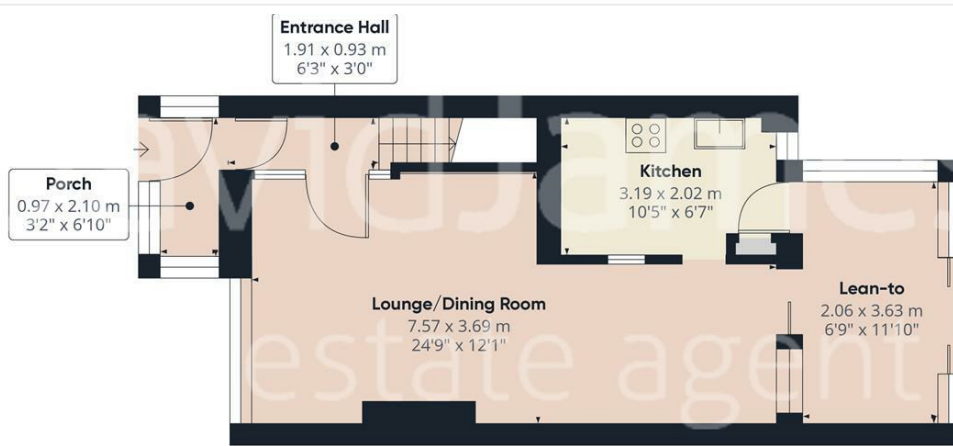 Entrance Hall
1.91 x 0.93 m
6'3" x 3'0"
Porch
0.97 x 2.10 m
3'2" x 6'10"
Kitchen
3.19 x 2.02 m
10'5" x 6'7"
Lounge/Dining Room
7.57 x 3.69 m
24'9" x 12'1"
Lean-to
2.06 x 3.63 m
6'9" x 11'10"
avidJame
estate agent